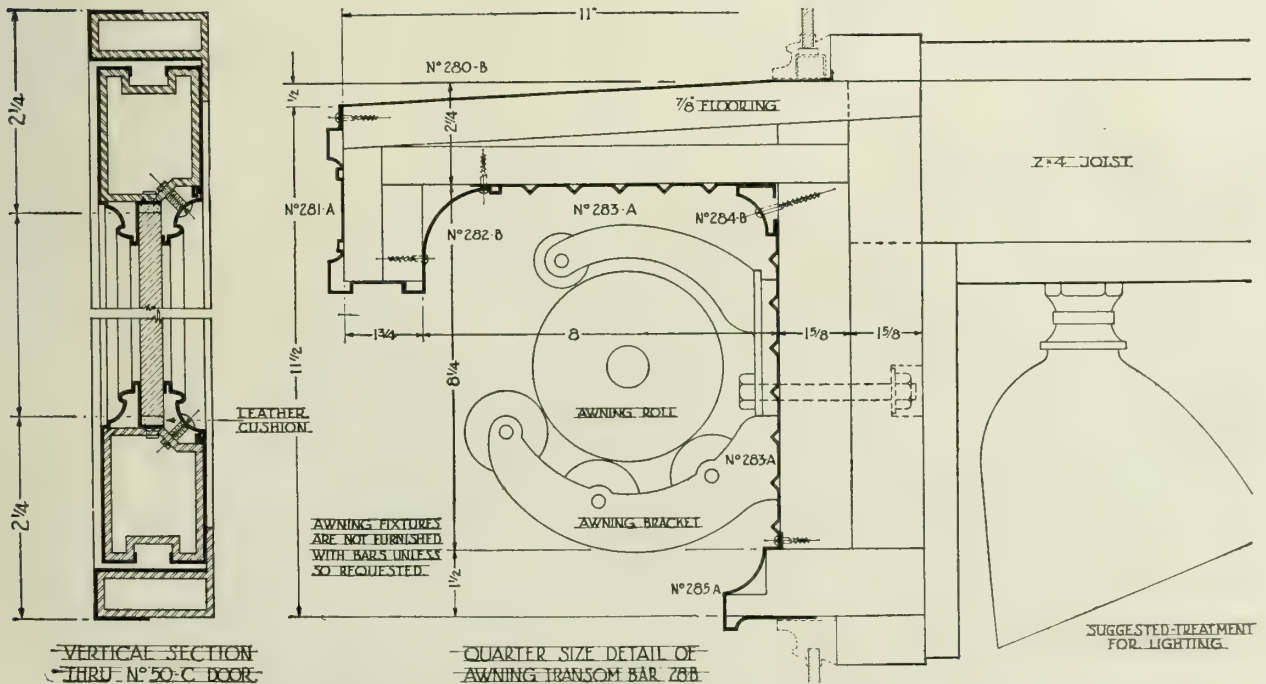 2 1/4
2 1/4
LEATHER
CUSHION
VERTICAL SECTION
THRU Nº 50-C DOOR
11"
Nº 280-B
1/2
2 1/4
7/8" FLOORING
2×4 JOIST
Nº 281-A
Nº 282-B
Nº 283-A
Nº 284-B
1 3/4
8
1 5/8
1 5/8
11 1/2
8 1/4
AWNING ROLL
Nº 283-A
AWNING FIXTURES
ARE NOT FURNISHED
WITH BARS UNLESS
SO REQUESTED
AWNING BRACKET
1 1/2
Nº 285 A
QUARTER SIZE DETAIL OF
AWNING TRANSOM BAR 28B
SUGGESTED TREATMENT
FOR LIGHTING